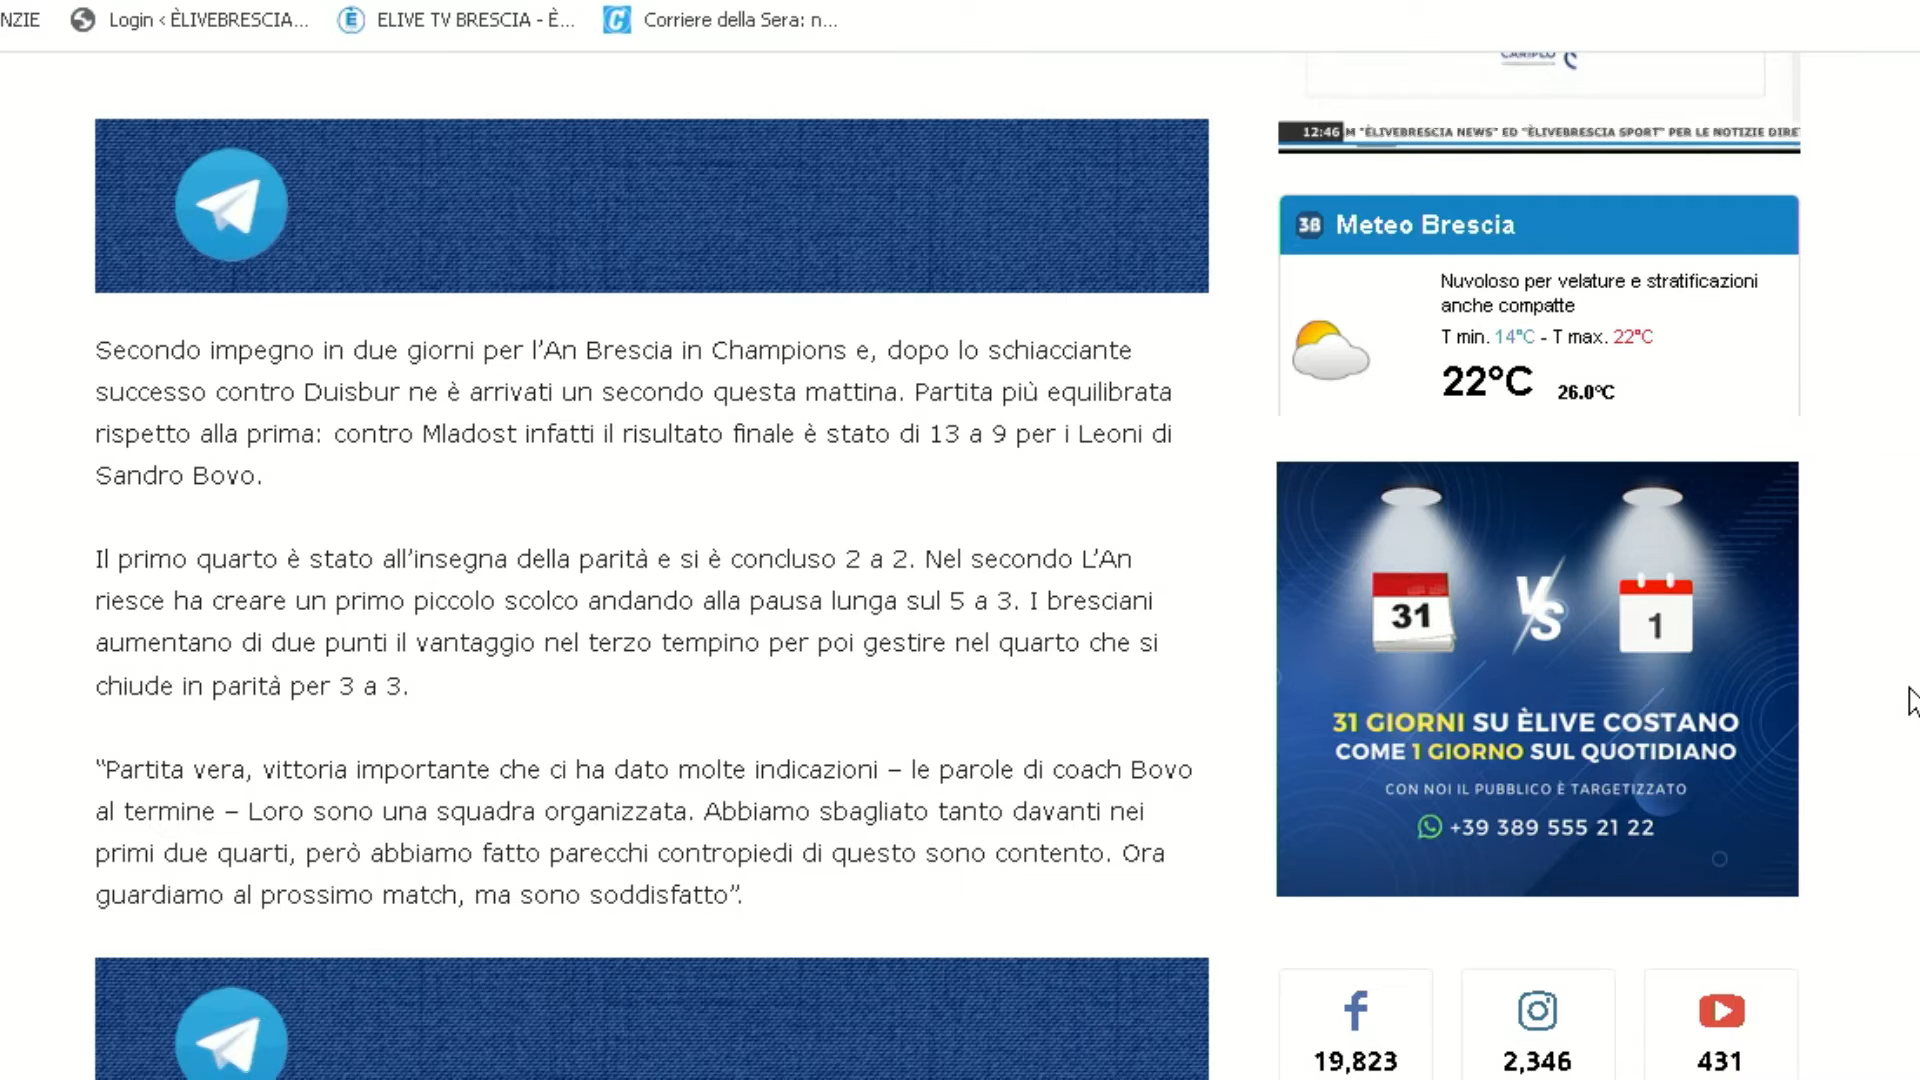 NZIE
Login ‹ ÈLIVEBRESCIA...
ELIVE TV BRESCIA - È...
Corriere della Sera: n...
CARIPLO
12:46 M "ÈLIVEBRESCIA NEWS" ED "ÈLIVEBRESCIA SPORT" PER LE NOTIZIE DIRE
3B Meteo Brescia
Nuvoloso per velature e stratificazioni
anche compatte
T min. 14°C - T max. 22°C
22°C 26.0°C
Secondo impegno in due giorni per l’An Brescia in Champions e, dopo lo schiacciante
successo contro Duisbur ne è arrivati un secondo questa mattina. Partita più equilibrata
rispetto alla prima: contro Mladost infatti il risultato finale è stato di 13 a 9 per i Leoni di
Sandro Bovo.
Il primo quarto è stato all’insegna della parità e si è concluso 2 a 2. Nel secondo L’An
riesce ha creare un primo piccolo scolco andando alla pausa lunga sul 5 a 3. I bresciani
aumentano di due punti il vantaggio nel terzo tempino per poi gestire nel quarto che si
chiude in parità per 3 a 3.
“Partita vera, vittoria importante che ci ha dato molte indicazioni – le parole di coach Bovo
al termine – Loro sono una squadra organizzata. Abbiamo sbagliato tanto davanti nei
primi due quarti, però abbiamo fatto parecchi contropiedi di questo sono contento. Ora
guardiamo al prossimo match, ma sono soddisfatto”.
31 VS 1
31 GIORNI SU ÈLIVE COSTANO
COME 1 GIORNO SUL QUOTIDIANO
CON NOI IL PUBBLICO È TARGETIZZATO
+39 389 555 21 22
19,823
2,346
431